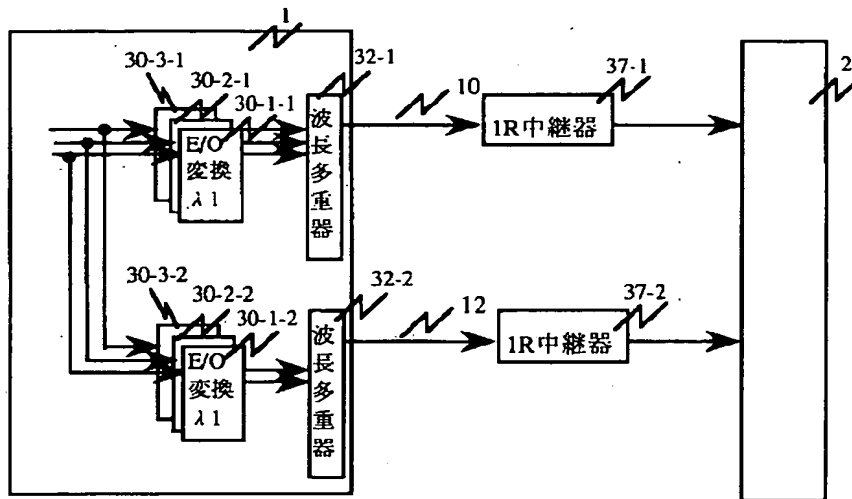 1
30-3-1
30-2-1
30-1-1
32-1
10
37-1
2
E/O
変換
λ1
波長多重器
1R中継器
30-3-2
30-2-2
30-1-2
32-2
12
37-2
E/O
変換
λ1
波長多重器
1R中継器